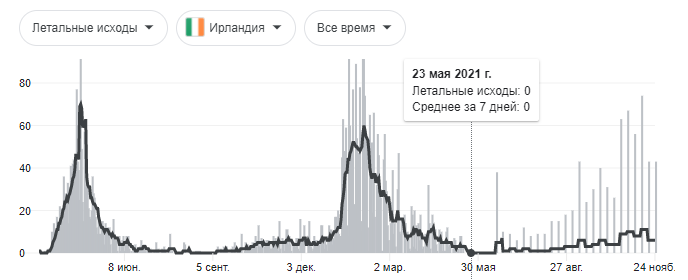 Летальные исходы
Ирландия
Все время
23 мая 2021 г.
Летальные исходы: 0
Среднее за 7 дней: 0
80
60
40
20
0
8 июн.
5 сент.
3 дек.
2 мар.
30 мая
27 авг.
24 нояб.